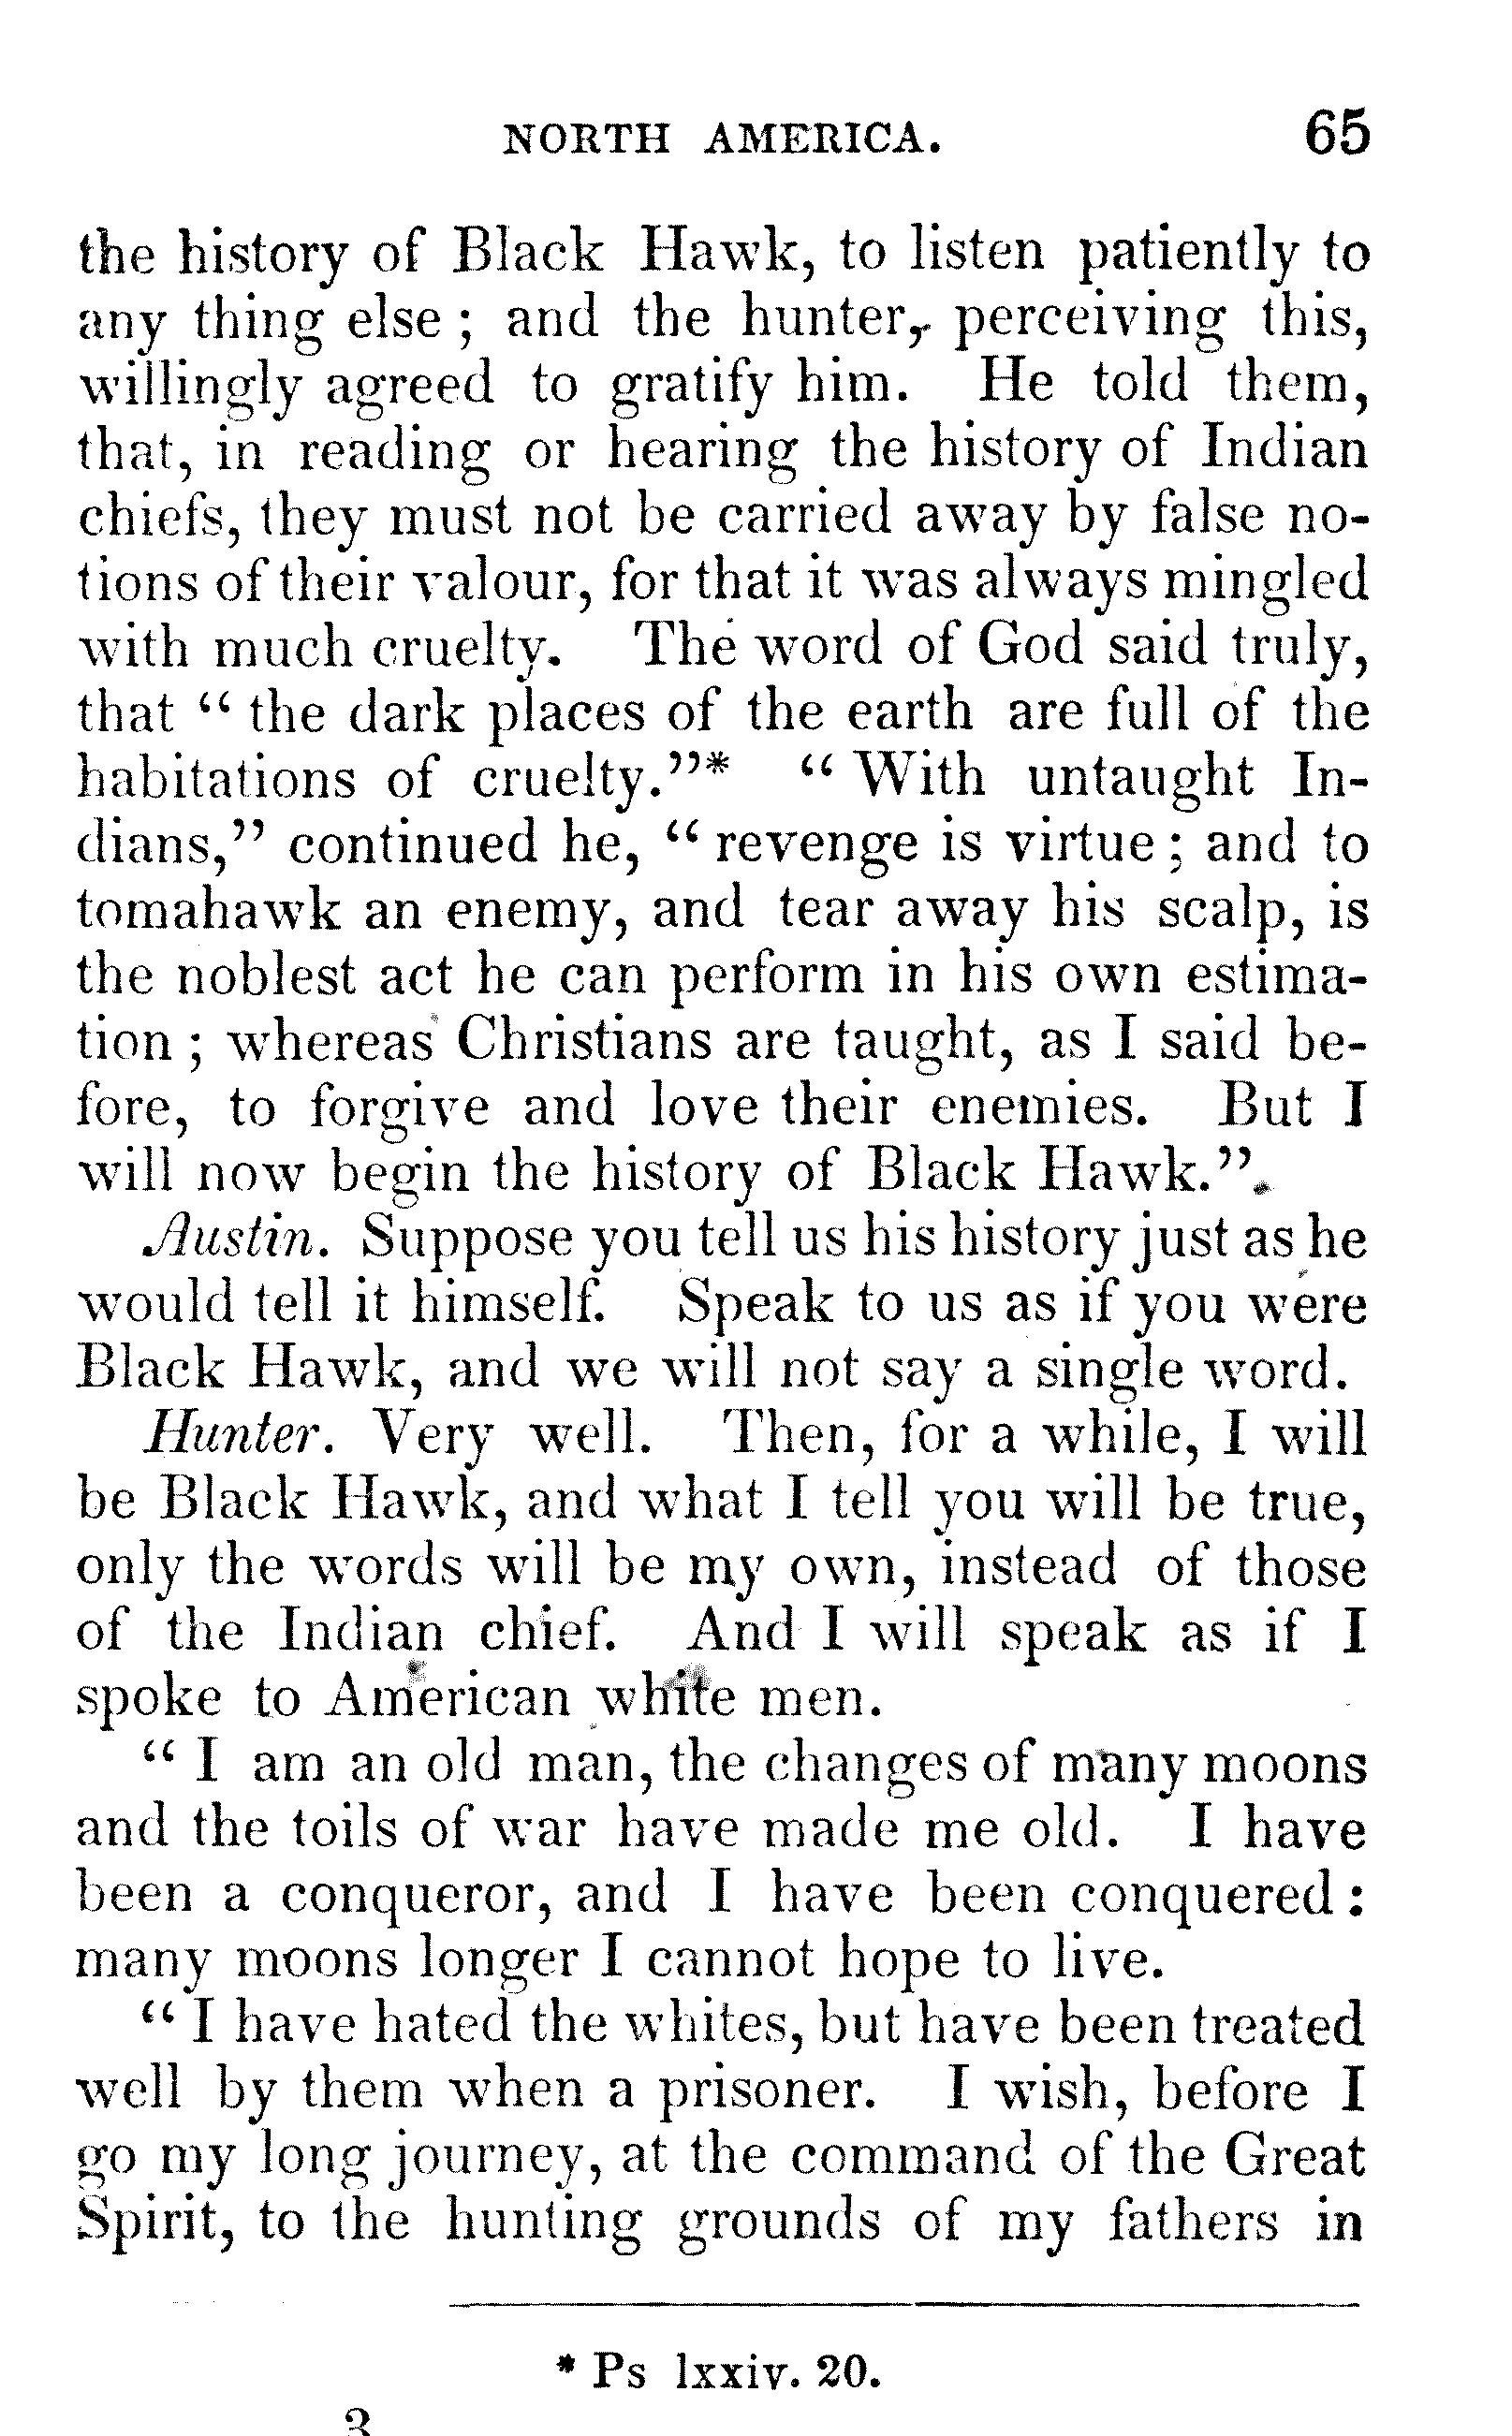 NORTH AMERICA. 65
the history of Black Hawk, to listen patiently to
any thing else ; and the hunter, perceiving this,
willingly agreed to gratify him. He told them,
that, in reading or hearing the history of Indian
chiefs, they must not be carried away by false no-
tions of their valour, for that it was always mingled
with much cruelty. The word of God said truly,
that “ the dark places of the earth are full of the
habitations of cruelty.”* “ With untaught In-
dians,” continued he, “ revenge is virtue ; and to
tomahawk an enemy, and tear away his scalp, is
the noblest act he can perform in his own estima-
tion ; whereas Christians are taught, as I said be-
fore, to forgive and love their enemies. But I
will now begin the history of Black Hawk.”
Austin. Suppose you tell us his history just as he
would tell it himself. Speak to us as if you were
Black Hawk, and we will not say a single word.
Hunter. Very well. Then, for a while, I will
be Black Hawk, and what I tell you will be true,
only the words will be my own, instead of those
of the Indian chief. And I will speak as if I
spoke to American white men.
“ I am an old man, the changes of many moons
and the toils of war have made me old. I have
been a conqueror, and I have been conquered :
many moons longer I cannot hope to live.
“ I have hated the whites, but have been treated
well by them when a prisoner. I wish, before I
go my long journey, at the command of the Great
Spirit, to the hunting grounds of my fathers in
* Ps lxxiv. 20.
3